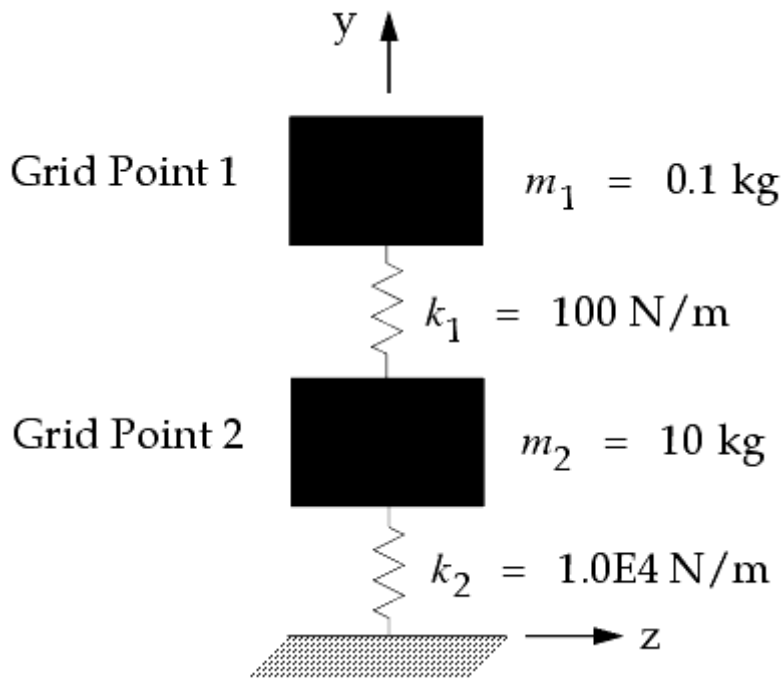 y
Grid Point 1
m₁ = 0.1 kg
k₁ = 100 N/m
Grid Point 2
m₂ = 10 kg
k₂ = 1.0E4 N/m
z